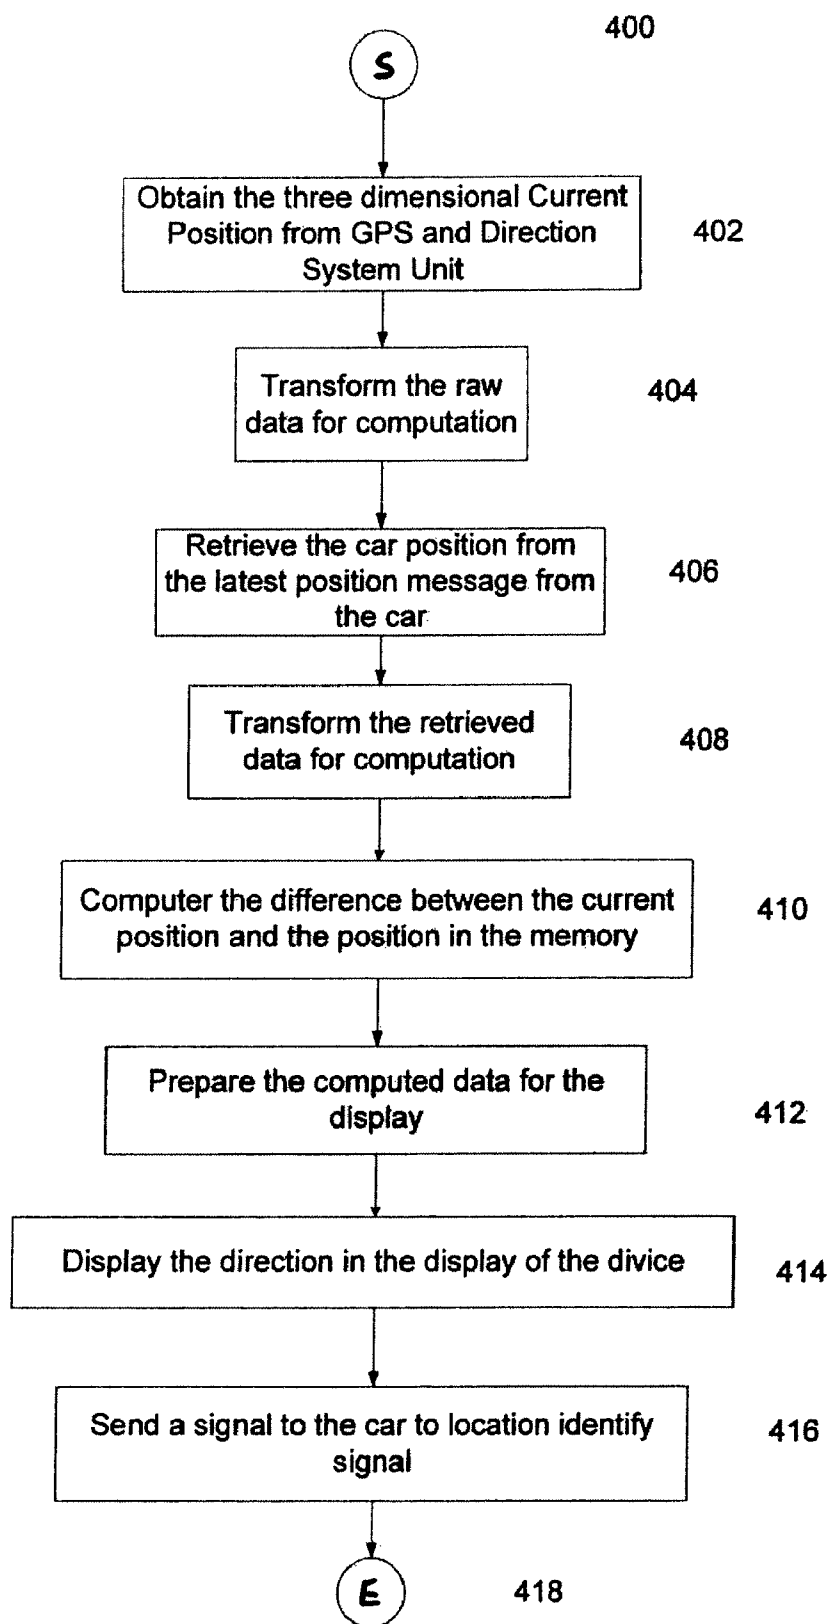 400
S
Obtain the three dimensional Current
Position from GPS and Direction
System Unit
402
Transform the raw
data for computation
404
Retrieve the car position from
the latest position message from
the car
406
Transform the retrieved
data for computation
408
Computer the difference between the current
position and the position in the memory
410
Prepare the computed data for the
display
412
Display the direction in the display of the divice
414
Send a signal to the car to location identify
signal
416
E
418